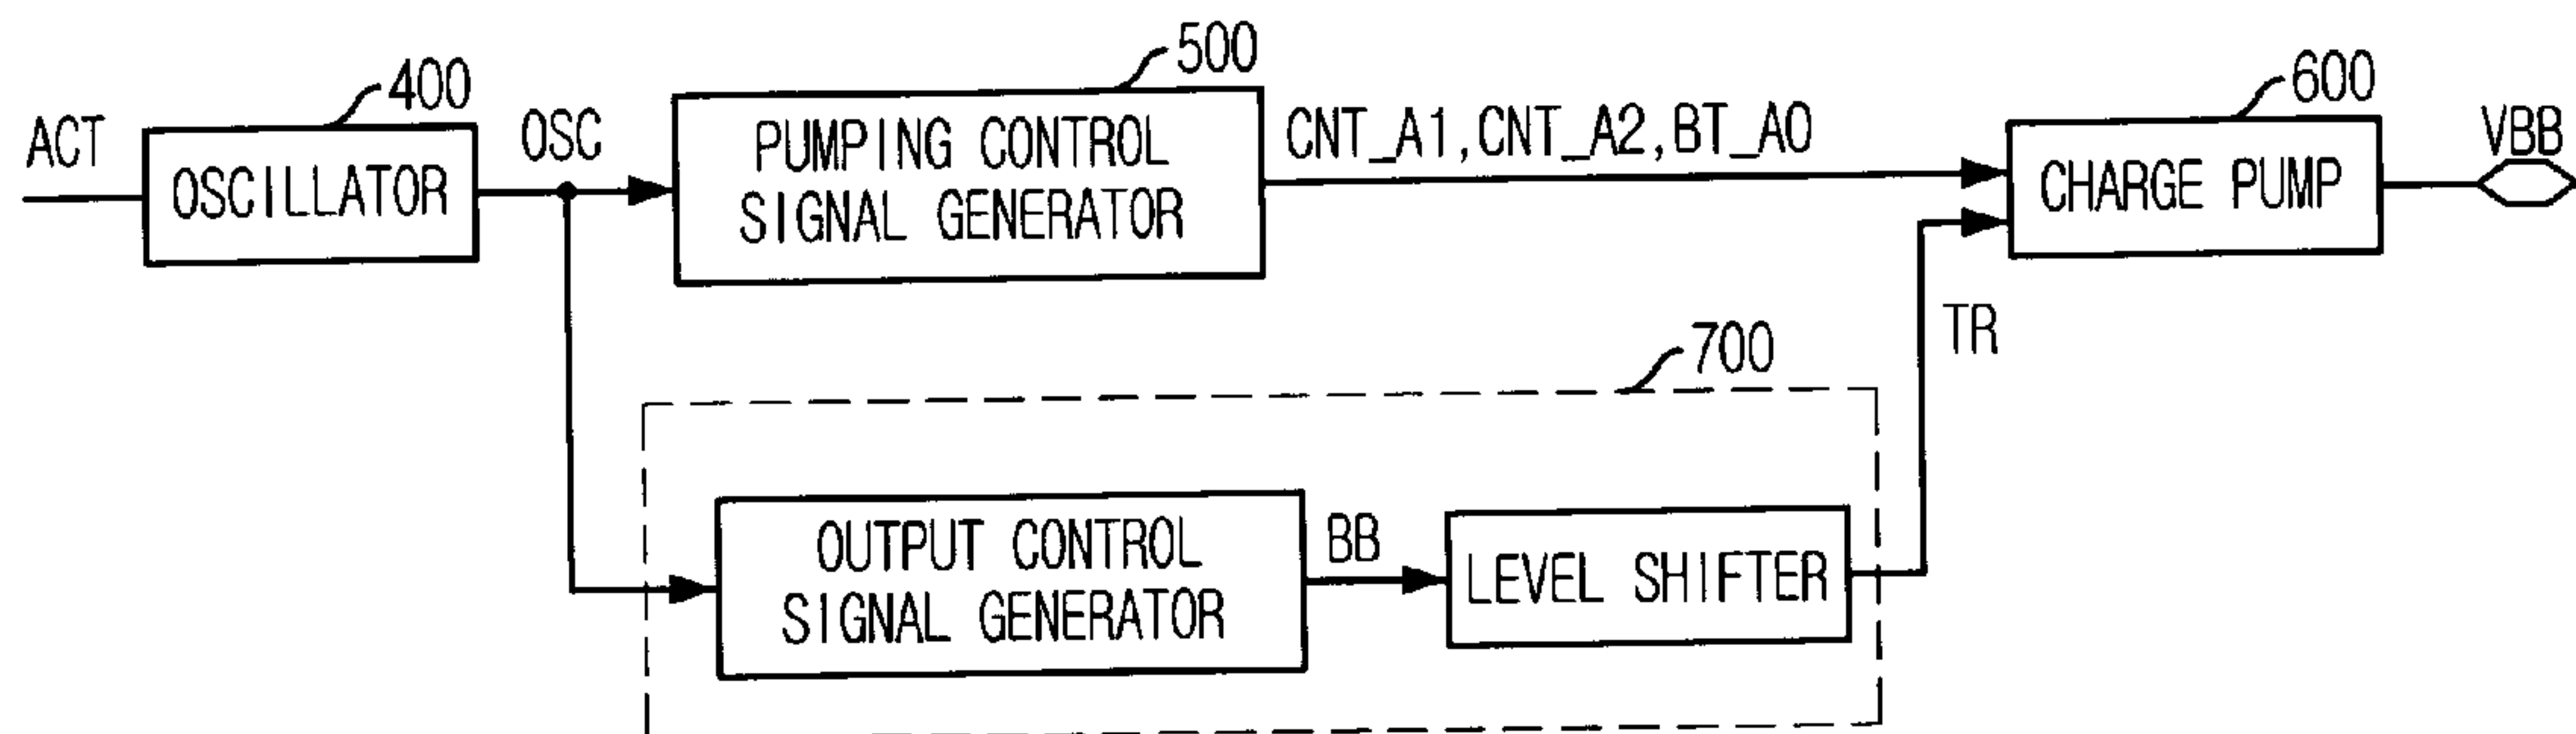 ACT
400
OSCILLATOR
OSC
500
PUMPING CONTROL
SIGNAL GENERATOR
CNT_A1,CNT_A2,BT_A0
600
CHARGE PUMP
VBB
TR
700
OUTPUT CONTROL
SIGNAL GENERATOR
BB
LEVEL SHIFTER